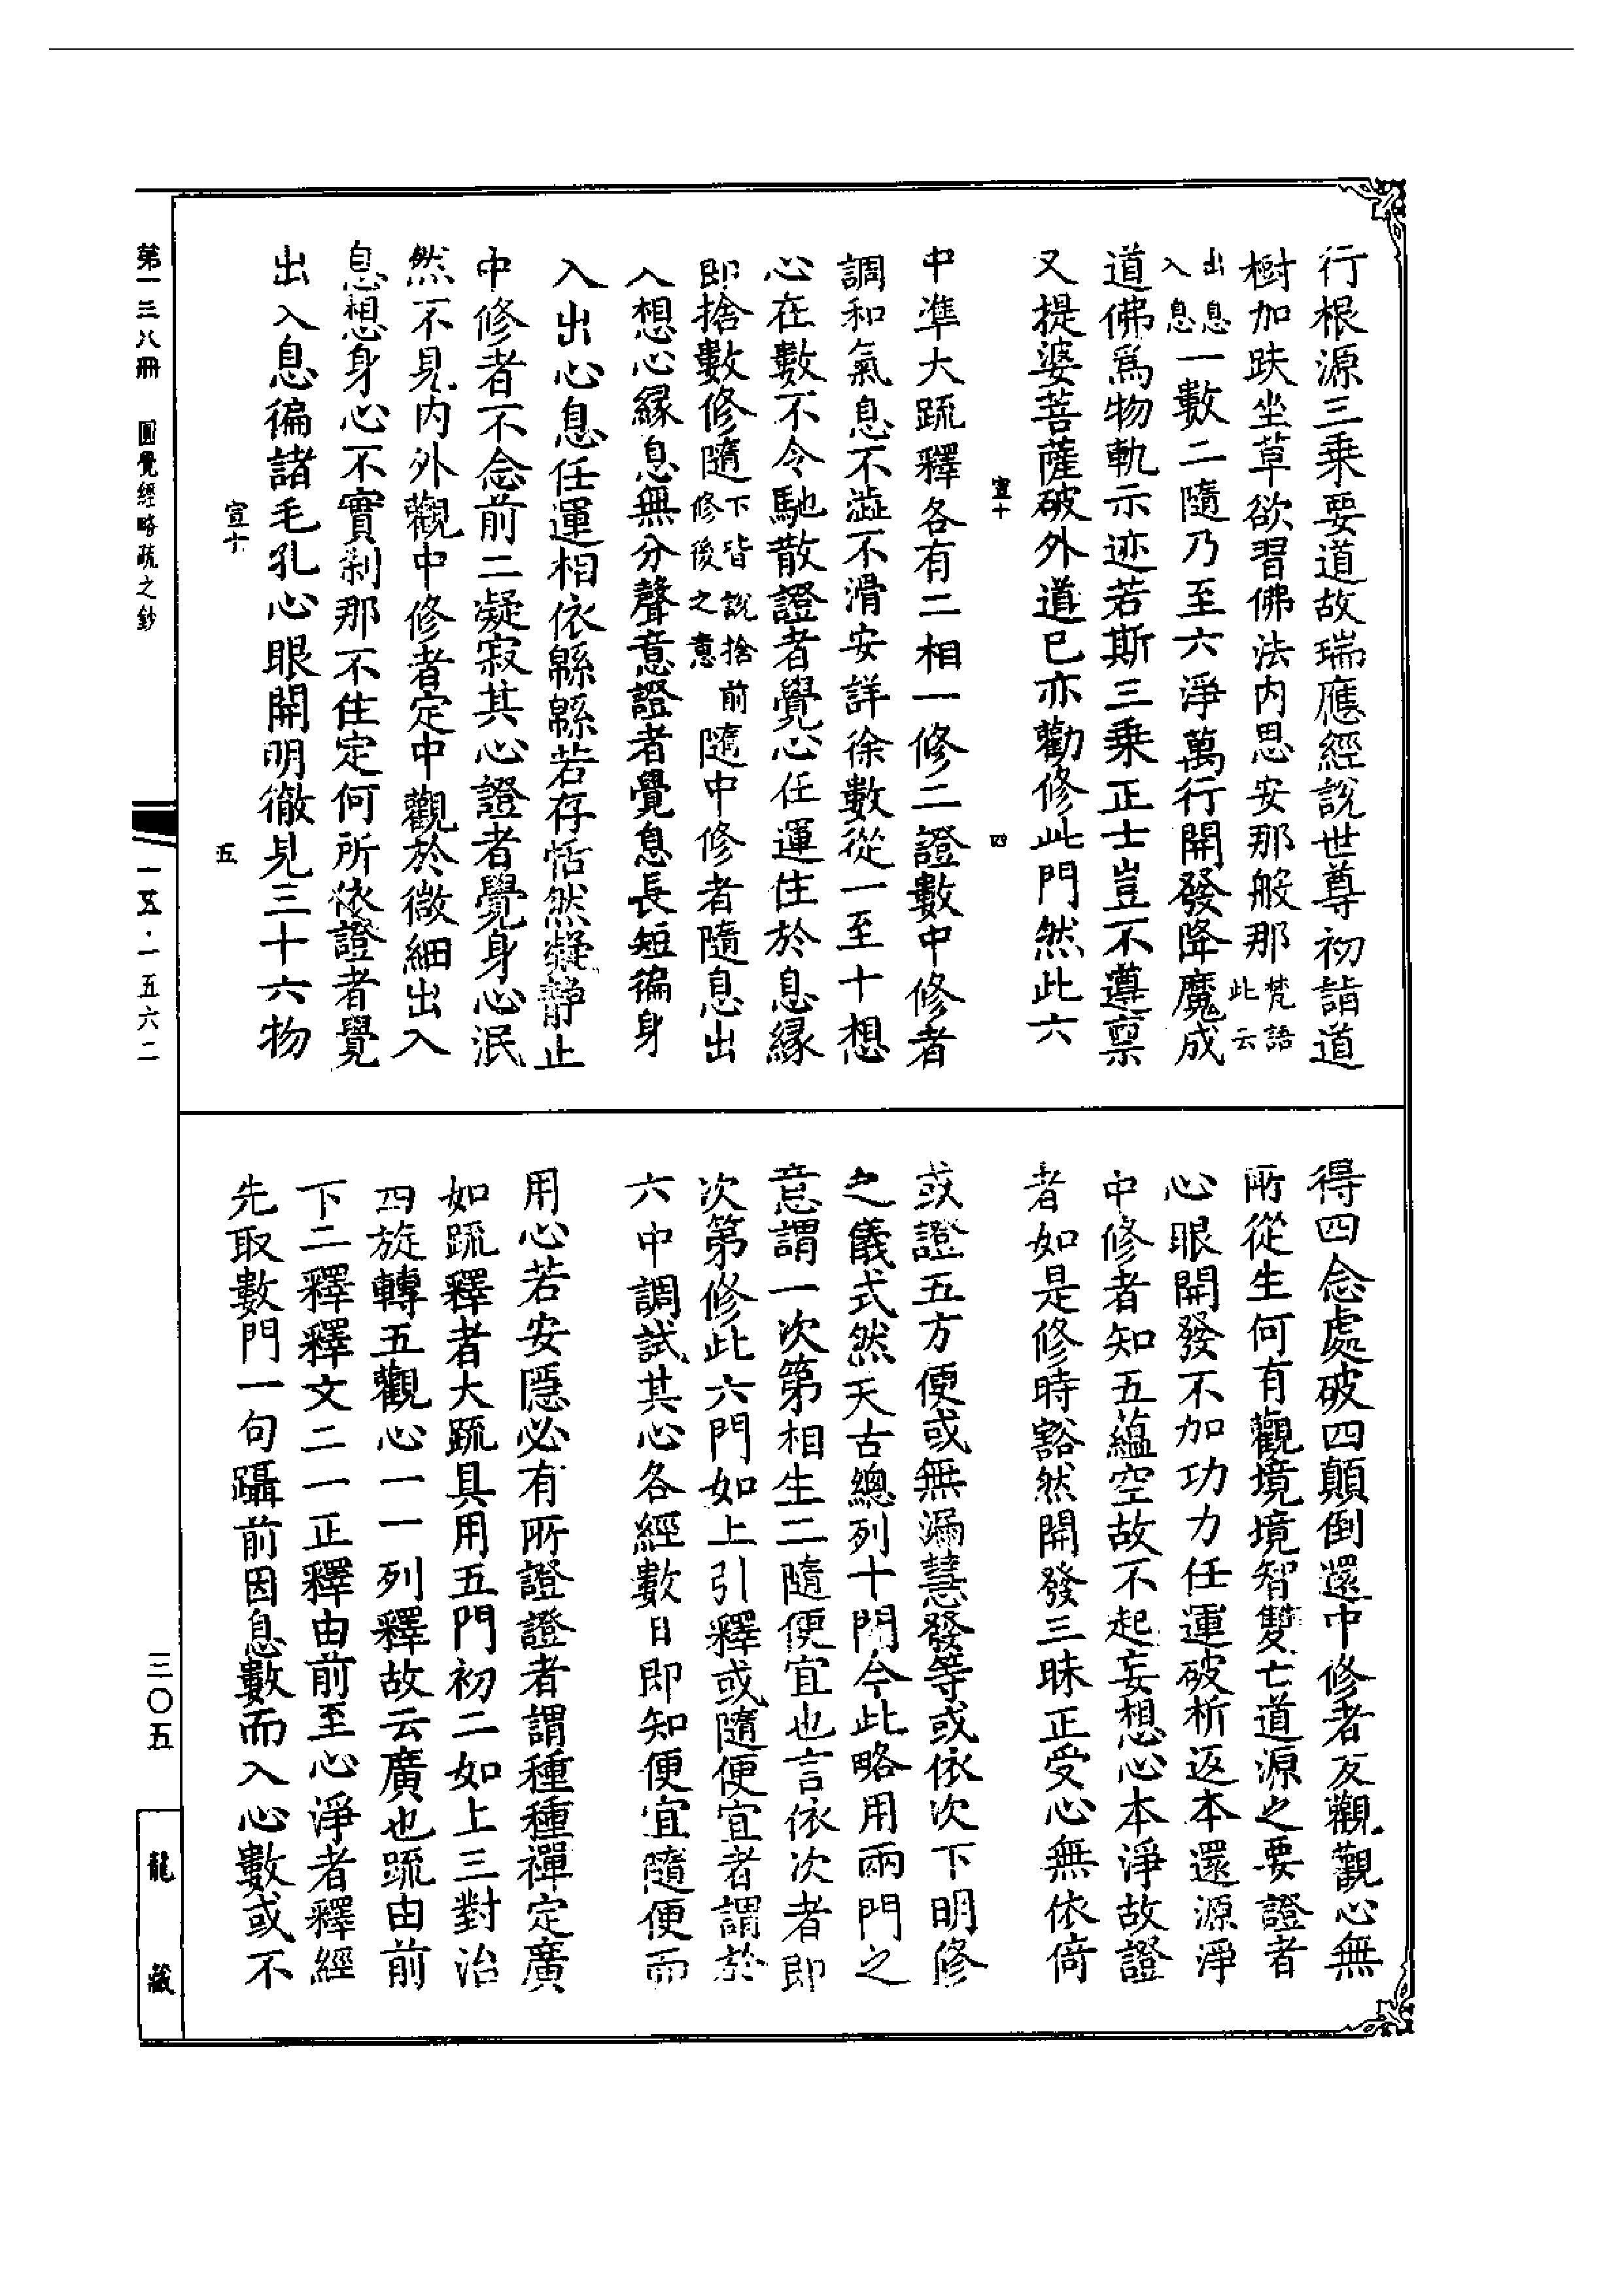 行根源三乗要道故瑞應經說世尊初詣道
樹加趺坐草欲習佛法内思安那般那梵語此云
出息入息一數二隨乃至六淨萬行開發降魔成
道佛爲物軌示迹若斯三乗正士豈不遵稟
又提婆菩薩破外道已亦勸修此門然此六
宣十 四
中準大䟽釋各有二相一修二證數中修者
調和氣息不澁不滑安詳徐數從一至十想
心在數不令馳散證者覺心任運住於息縁
即捨數修隨下皆說捨前修後之意隨中修者隨息出
入想心縁息無分聲意證者覺息長短徧身
入出心息任運相依緜緜若存恬然凝靜止
中修者不念前二凝寂其心證者覺身心泯
然不見内外觀中修者定中觀於微細出入
息想身心不實剎那不住定何所依證者覺
宣十 五
出入息徧諸毛孔心眼開明徹見三十六物
得四念處破四顛倒還中修者反觀觀心無
所從生何有觀境境智雙亡道源之要證者
心眼開發不加功力任運破析返本還源淨
中修者知五蘊空故不起妄想心本淨故證
者如是修時豁然開發三昧正受心無依倚
或證五方便或無漏慧發等或依次下明修
之儀式然天古總列十門今此略用兩門之
意謂一次第相生二隨便宜也言依次者即
次第修此六門如上引釋或隨便宜者謂於
六中調試其心各經數日即知便宜隨便而
用心若安隱必有所證證者謂種種禪定廣
如䟽釋者大䟽具用五門初二如上三對治
四旋轉五觀心一一列釋故云廣也䟽由前
下二釋釋文二一正釋由前至心淨者釋經
先取數門一句躡前因息數而入心數或不
第一三八冊 圓覺經略疏之鈔
一五·一五六二
三〇五
龍藏